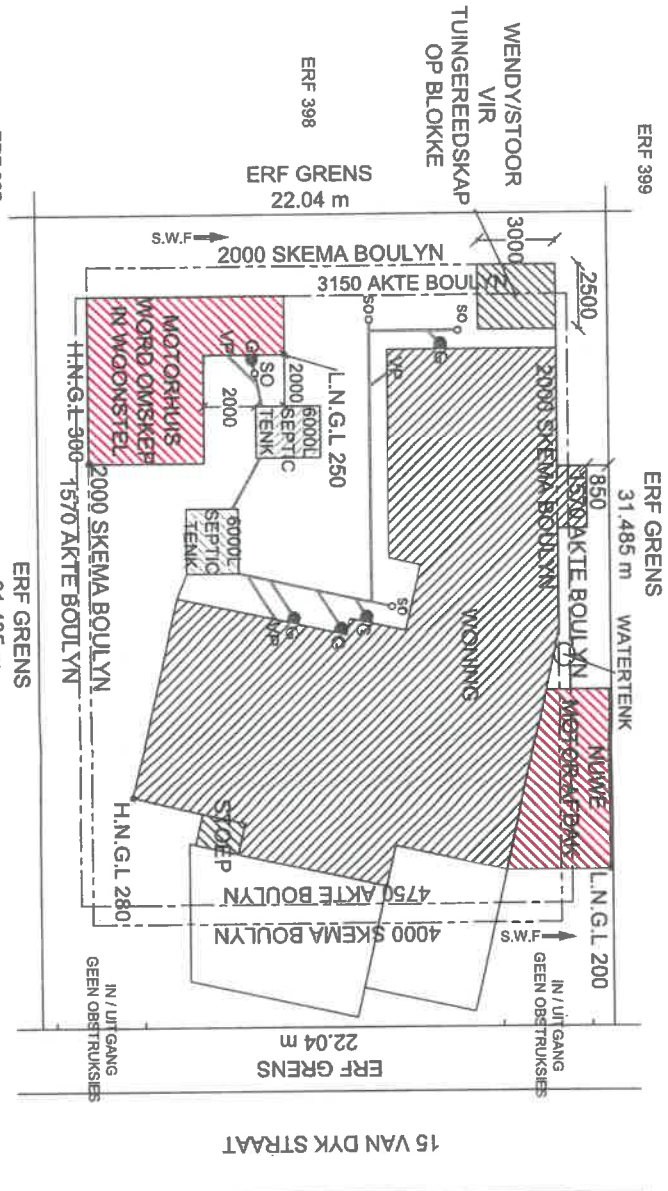 ERF 399
WENDY/STOOR
VIR
TUINGEREEDSKAP
OP BLOKKE
ERF 398
ERF GRENS
22.04 m
S.W.F
2000 SKEMA BOULYN
3150 AKTE BOULYN
3000
2500
ERF GRENS
31.485 m
WATERTENK
850
1570 AKTE BOULYN
2000 SKEMA BOULYN
NUWE
MOTOR AFDAK
L.N.G.L 200
SO
SO
G
VP
WONING
MOTORHUIS
WORD OMSKEP
IN WOONSTEL
L.N.G.L 250
G
SO
VP
2000
2000
6000L
SEPTIC
TENK
6000L
SEPTIC
TENK
SO
G
G
G
VP
H.N.G.L 300
2000 SKEMA BOULYN
1570 AKTE BOULYN
STOEP
H.N.G.L 280
4750 AKTE BOULYN
4000 SKEMA BOULYN
S.W.F
IN / UITGANG
GEEN OBSTRUKSIES
IN / UITGANG
GEEN OBSTRUKSIES
ERF GRENS
22.04 m
ERF GRENS
15 VAN DYK STRAAT